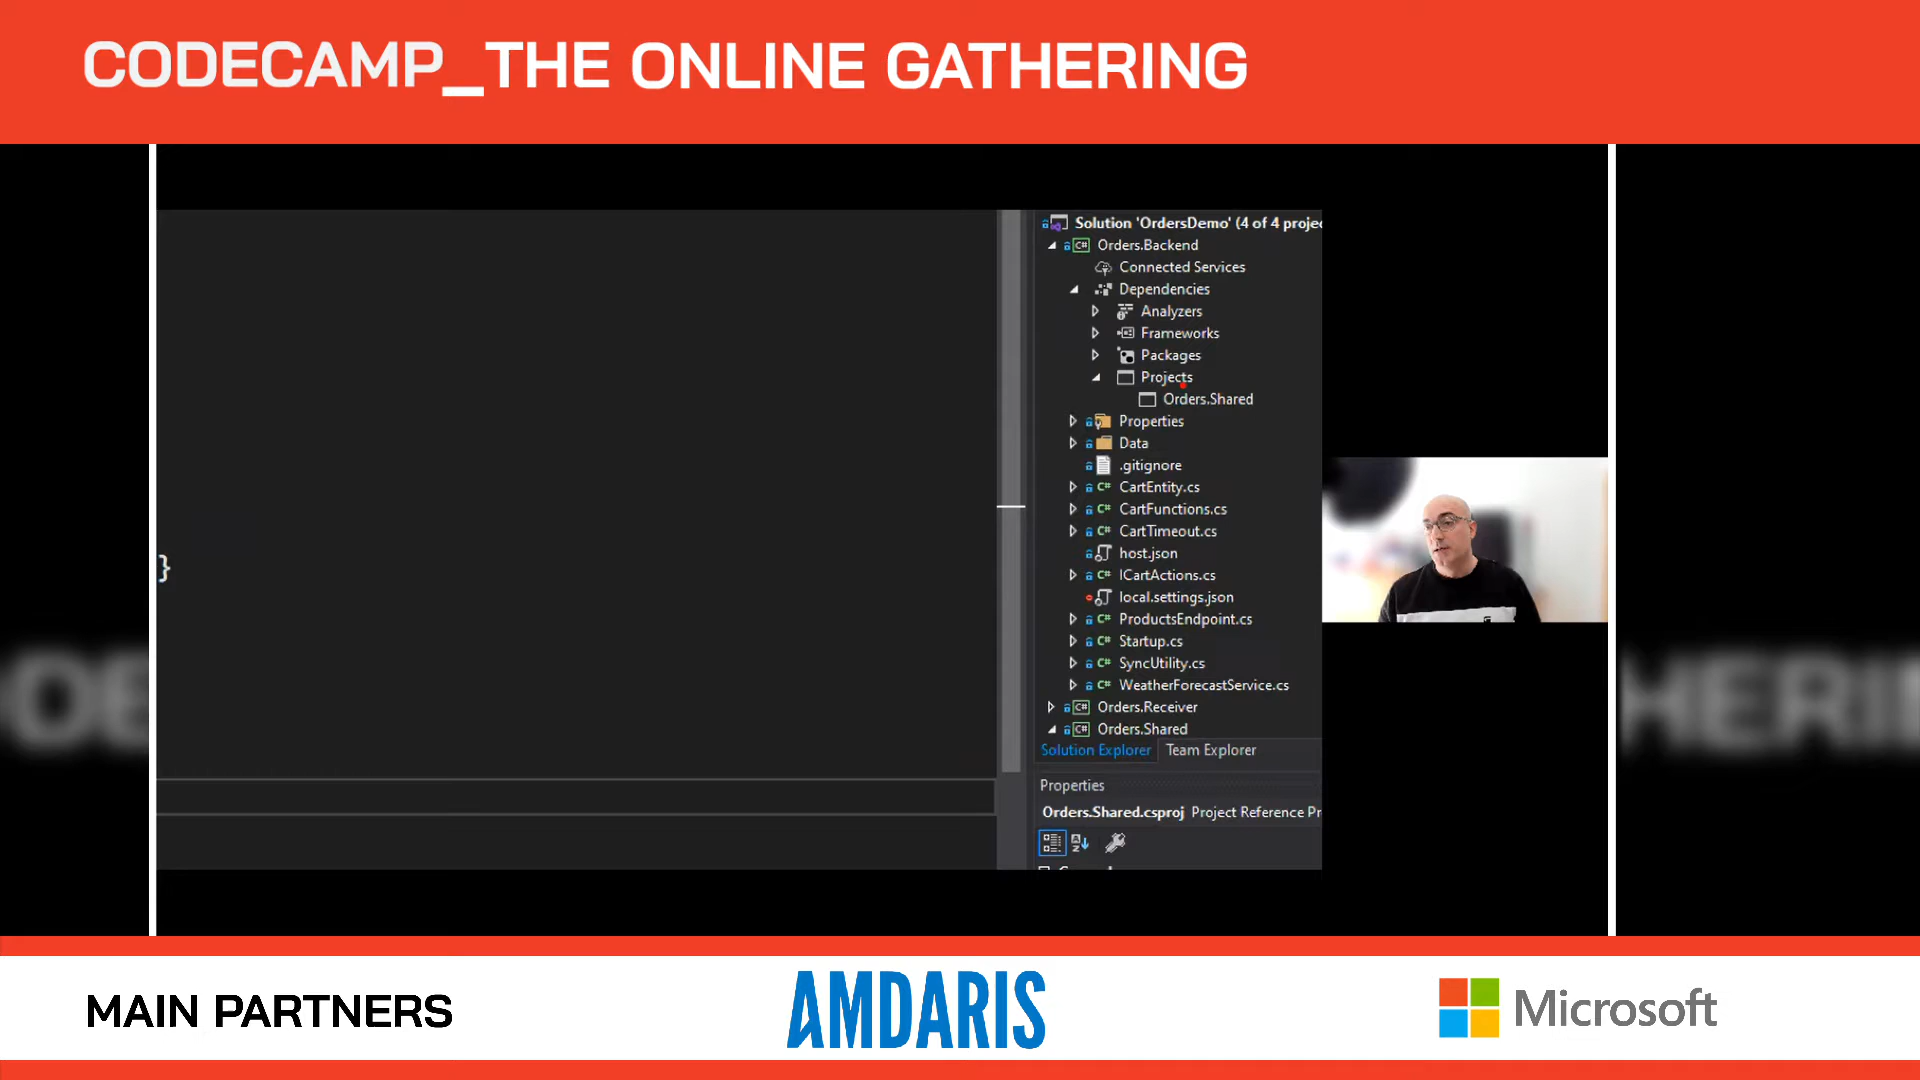 CODECAMP_THE ONLINE GATHERING
Solution 'OrdersDemo' (4 of 4 projec
Orders.Backend
Connected Services
Dependencies
Analyzers
Frameworks
Packages
Projects
Orders.Shared
Properties
Data
.gitignore
CartEntity.cs
CartFunctions.cs
CartTimeout.cs
host.json
ICartActions.cs
local.settings.json
ProductsEndpoint.cs
Startup.cs
SyncUtility.cs
WeatherForecastService.cs
Orders.Receiver
Orders.Shared
Solution Explorer Team Explorer
Properties
Orders.Shared.csproj Project Reference Pr
}
MAIN PARTNERS
AMDARIS
Microsoft